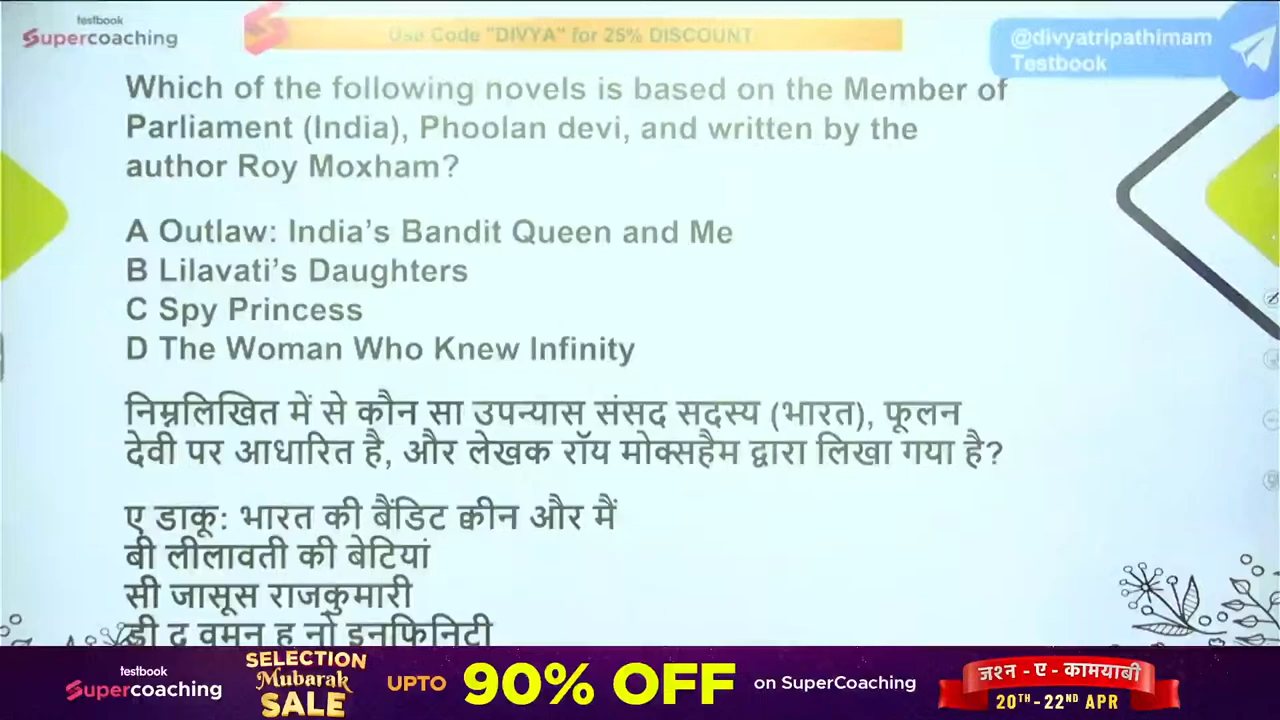 testbook
Supercoaching
Use Code "DIVYA" for 25% DISCOUNT
@divyatripathimam
Testbook
Which of the following novels is based on the Member of
Parliament (India), Phoolan devi, and written by the
author Roy Moxham?
A Outlaw: India's Bandit Queen and Me
B Lilavati's Daughters
C Spy Princess
D The Woman Who Knew Infinity
निम्नलिखित में से कौन सा उपन्यास संसद सदस्य (भारत), फूलन
देवी पर आधारित है, और लेखक रॉय मोक्सहैम द्वारा लिखा गया है?
ए डाकू: भारत की बैंडिट क्वीन और मैं
बी लीलावती की बेटियां
सी जासूस राजकुमारी
डी द वुमन हू नो इनफिनिटी
testbook
Supercoaching
SELECTION
Mubarak
SALE
UPTO 90% OFF on SuperCoaching
जश्न - ए - कामयाबी
20TH-22ND APR